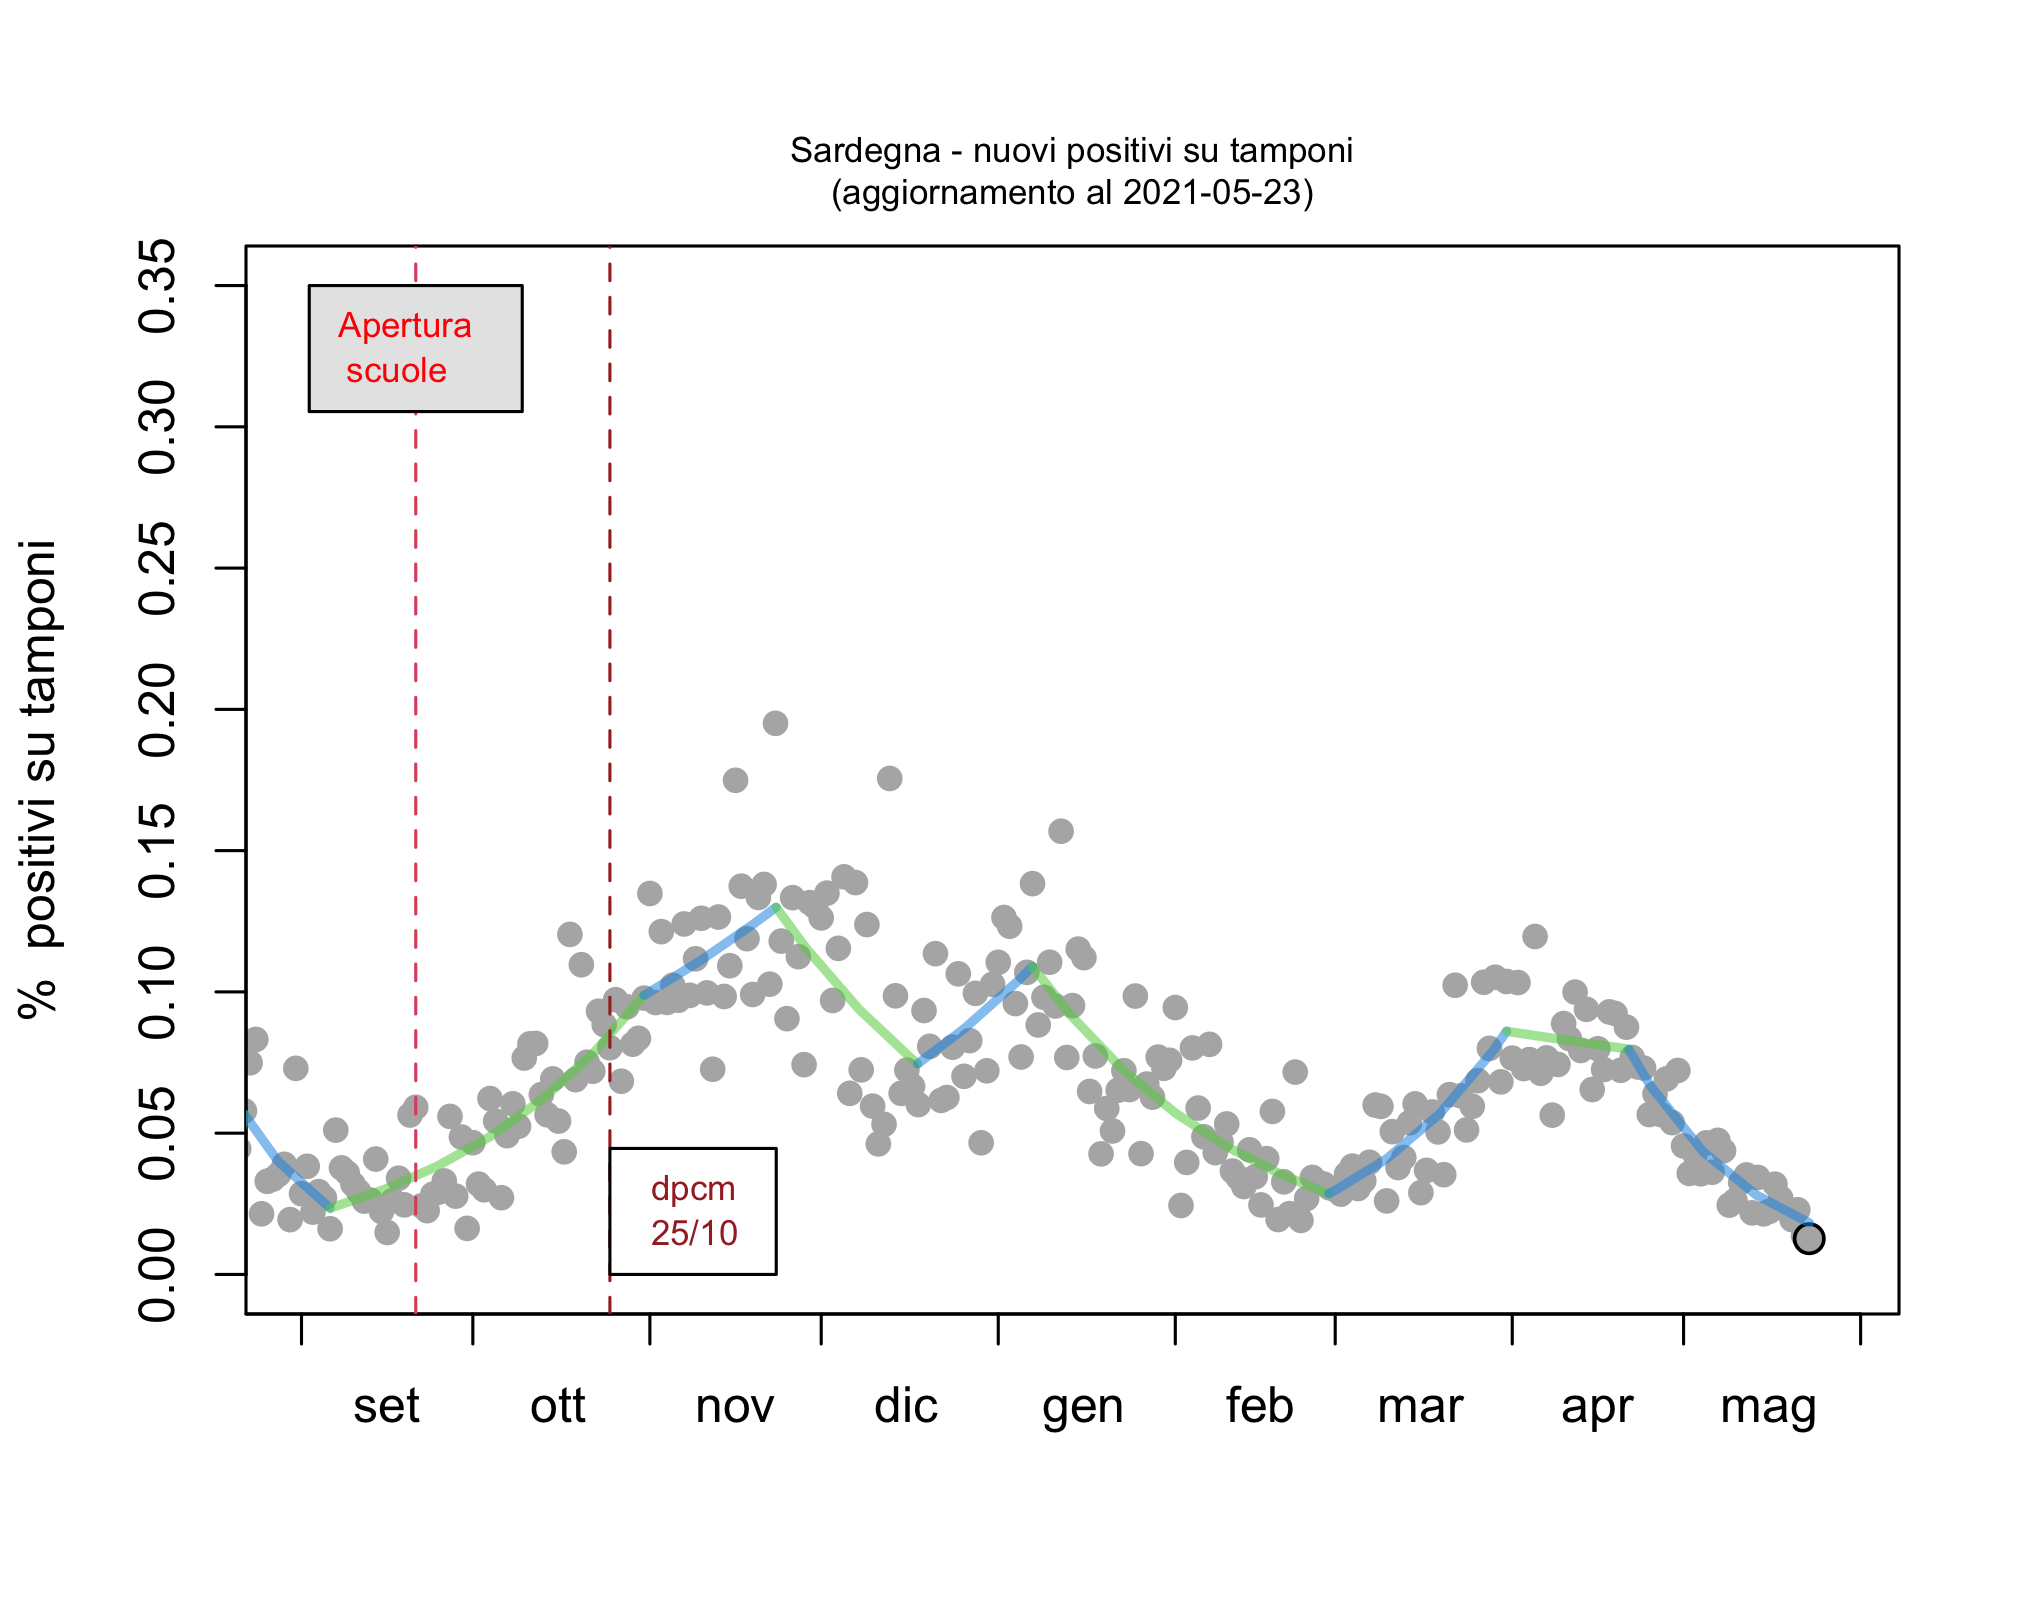 Sardegna - nuovi positivi su tamponi
(aggiornamento al 2021-05-23)
% positivi su tamponi
0.35
0.30
0.25
0.20
0.15
0.10
0.05
0.00
Apertura
scuole
dpcm
25/10
set ott nov dic gen feb mar apr mag